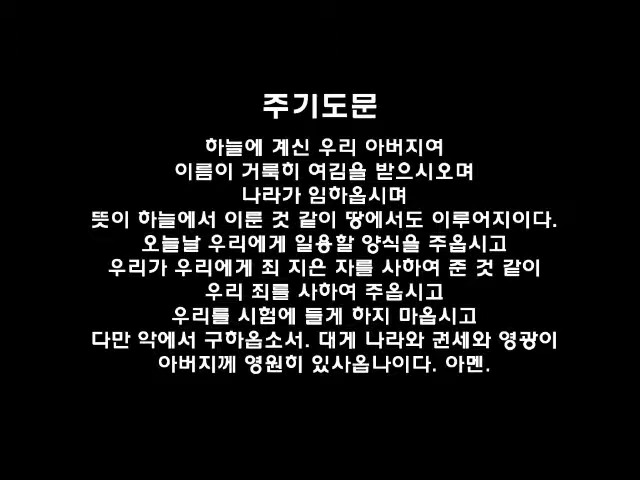 주기도문
하늘에 계신 우리 아버지여
이름이 거룩히 여김을 받으시오며
나라가 임하옵시며
뜻이 하늘에서 이룬 것 같이 땅에서도 이루어지이다.
오늘날 우리에게 일용할 양식을 주옵시고
우리가 우리에게 죄 지은 자를 사하여 준 것 같이
우리 죄를 사하여 주옵시고
우리를 시험에 들게 하지 마옵시고
다만 악에서 구하옵소서. 대게 나라와 권세와 영광이
아버지께 영원히 있사옵나이다. 아멘.